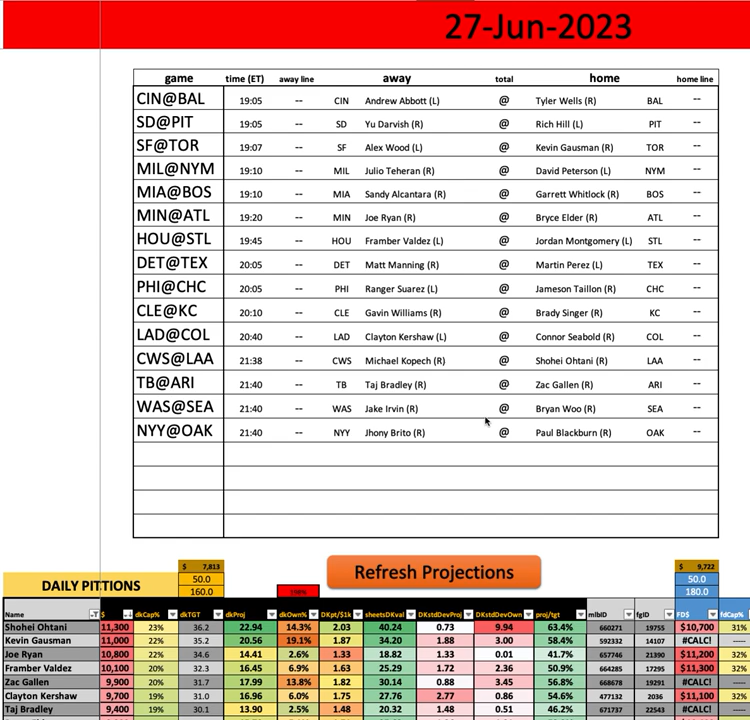 27-Jun-2023
game time (ET) away line away total home home line
CIN@BAL 19:05 -- CIN Andrew Abbott (L) @ Tyler Wells (R) BAL --
SD@PIT 19:05 -- SD Yu Darvish (R) @ Rich Hill (L) PIT --
SF@TOR 19:07 -- SF Alex Wood (L) @ Kevin Gausman (R) TOR --
MIL@NYM 19:10 -- MIL Julio Teheran (R) @ David Peterson (L) NYM --
MIA@BOS 19:10 -- MIA Sandy Alcantara (R) @ Garrett Whitlock (R) BOS --
MIN@ATL 19:20 -- MIN Joe Ryan (R) @ Bryce Elder (R) ATL --
HOU@STL 19:45 -- HOU Framber Valdez (L) @ Jordan Montgomery (L) STL --
DET@TEX 20:05 -- DET Matt Manning (R) @ Martin Perez (L) TEX --
PHI@CHC 20:05 -- PHI Ranger Suarez (L) @ Jameson Taillon (R) CHC --
CLE@KC 20:10 -- CLE Gavin Williams (R) @ Brady Singer (R) KC --
LAD@COL 20:40 -- LAD Clayton Kershaw (L) @ Connor Seabold (R) COL --
CWS@LAA 21:38 -- CWS Michael Kopech (R) @ Shohei Ohtani (R) LAA --
TB@ARI 21:40 -- TB Taj Bradley (R) @ Zac Gallen (R) ARI --
WAS@SEA 21:40 -- WAS Jake Irvin (R) @ Bryan Woo (R) SEA --
NYY@OAK 21:40 -- NYY Jhony Brito (R) @ Paul Blackburn (R) OAK --
$ 7,813 $ 9,722
DAILY PITTIONS 50.0 Refresh Projections 50.0
160.0 180.0
Name $ dkCap% dkTGT dkProj dkOwn% DKpt/$1k sheetsDKval DKstdDevProj DKstdDevOwn proj/tgt mlbID fgID FD$ fdCap%
Shohei Ohtani 11,300 23% 36.2 22.94 14.3% 2.03 40.24 0.73 9.94 63.4% 660271 19755 $10,700 31%
Kevin Gausman 11,000 22% 35.2 20.56 19.1% 1.87 34.20 1.88 3.00 58.4% 592332 14107 #CALC! ----
Joe Ryan 10,800 22% 34.6 14.41 2.6% 1.33 18.82 1.33 0.01 41.7% 657746 21390 $11,200 32%
Framber Valdez 10,100 20% 32.3 16.45 6.9% 1.63 25.29 1.72 2.36 50.9% 664285 17295 $11,300 32%
Zac Gallen 9,900 20% 31.7 17.99 13.8% 1.82 30.14 0.88 3.45 56.8% 668678 19291 #CALC! ----
Clayton Kershaw 9,700 19% 31.0 16.96 6.0% 1.75 27.76 2.77 0.86 54.6% 477132 2036 $11,100 32%
Taj Bradley 9,400 19% 30.1 13.90 2.5% 1.48 20.32 1.48 0.51 46.2% 671737 22543 #CALC! ----